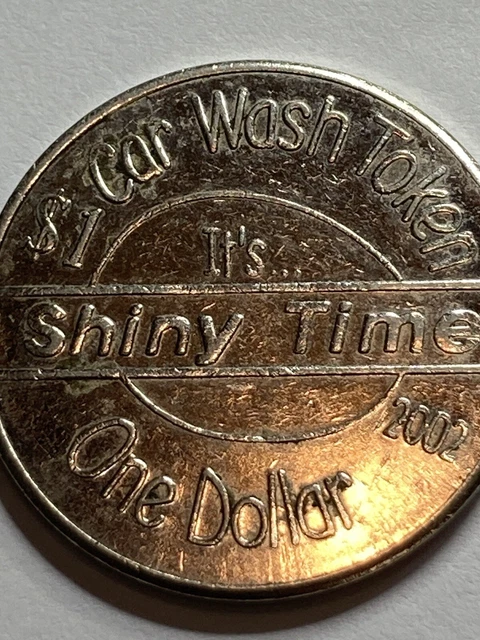 $1 Car Wash Token
It's...
Shiny Time
2002
One Dollar